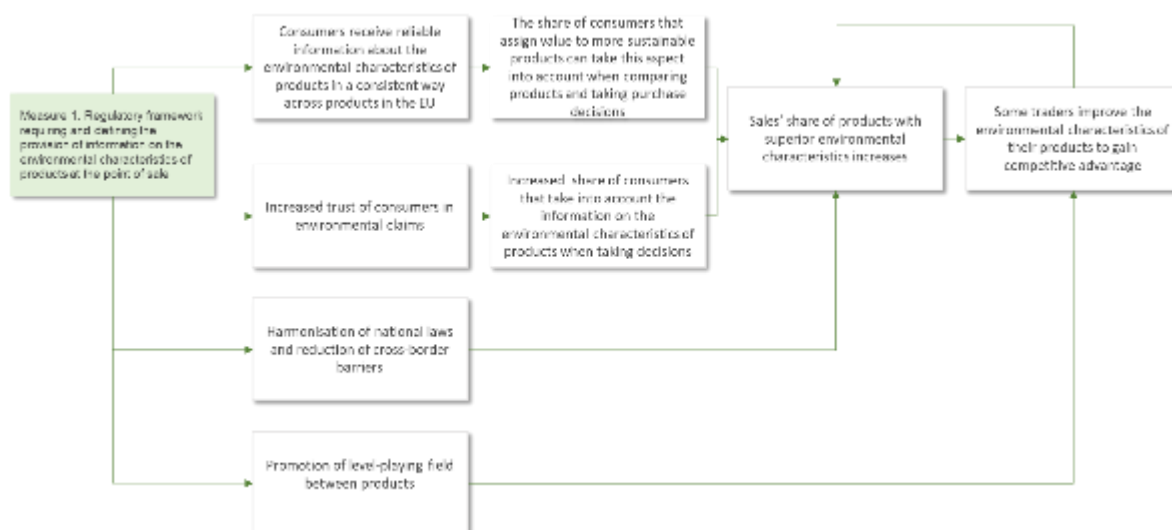 Measure 1. Regulatory framework
requiring and defining the
provision of information on the
environmental characteristics of
products at the point of sale
Consumers receive reliable
information about the
environmental characteristics of
products in a consistent way
across products in the EU
The share of consumers that
assign value to more sustainable
products can take this aspect
into account when comparing
products and taking purchase
decisions
Increased trust of consumers in
environmental claims
Increased share of consumers
that take into account the
information on the
environmental characteristics of
products when taking decisions
Harmonisation of national laws
and reduction of cross-border
barriers
Promotion of level-playing field
between products
Sales' share of products with
superior environmental
characteristics increases
Some traders improve the
environmental characteristics of
their products to gain
competitive advantage